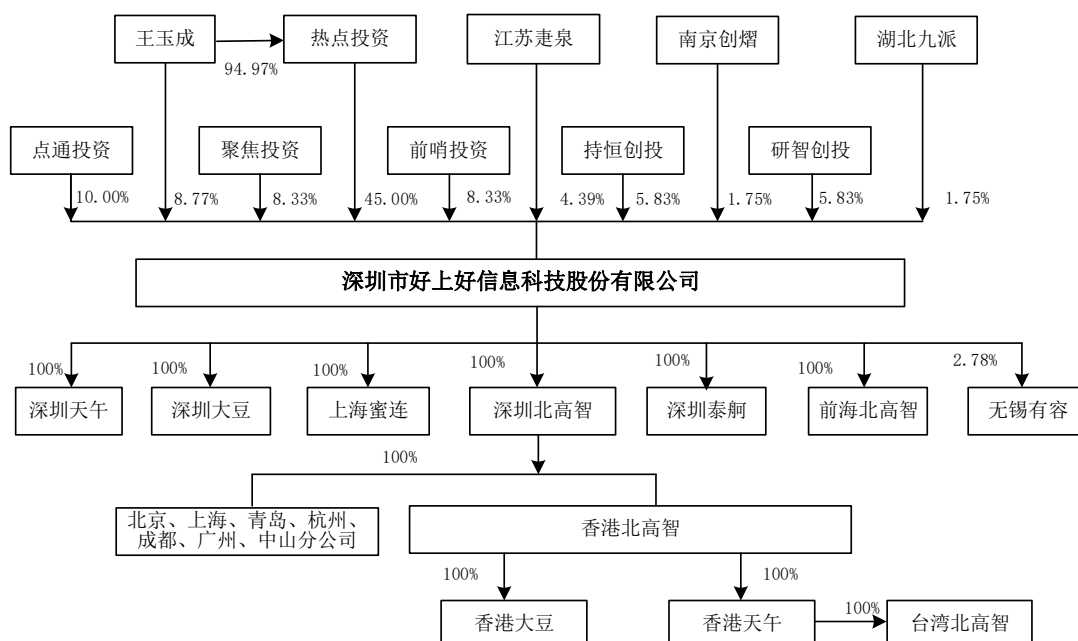 王玉成
热点投资
江苏疌泉
南京创熠
湖北九派
94.97%
点通投资
聚焦投资
前哨投资
持恒创投
研智创投
10.00%
8.77%
8.33%
45.00%
8.33%
4.39%
5.83%
1.75%
5.83%
1.75%
深圳市好上好信息科技股份有限公司
100%
100%
100%
100%
100%
100%
2.78%
深圳天午
深圳大豆
上海蜜连
深圳北高智
深圳泰舸
前海北高智
无锡有容
100%
北京、上海、青岛、杭州、
成都、广州、中山分公司
香港北高智
100%
100%
香港大豆
香港天午
100%
台湾北高智